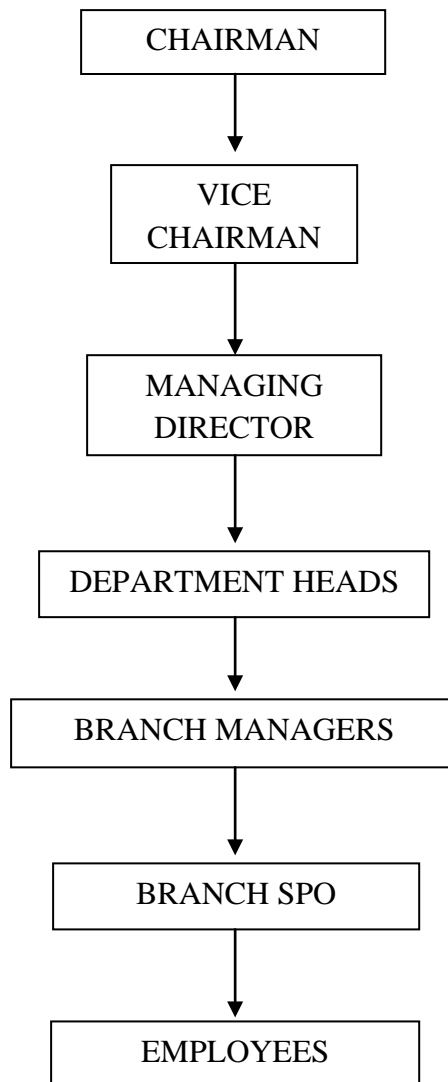 CHAIRMAN
VICE
CHAIRMAN
MANAGING
DIRECTOR
DEPARTMENT HEADS
BRANCH MANAGERS
BRANCH SPO
EMPLOYEES